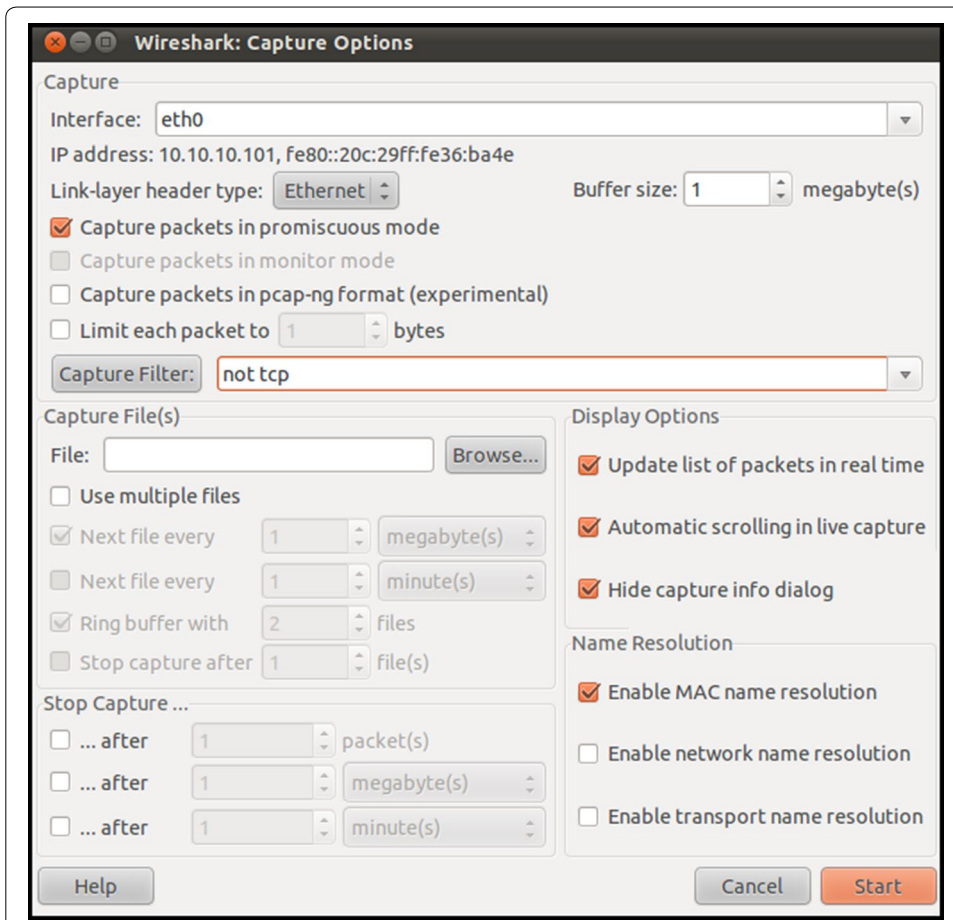 Wireshark: Capture Options
Capture
Interface: eth0
IP address: 10.10.10.101, fe80::20c:29ff:fe36:ba4e
Link-layer header type: Ethernet Buffer size: 1 megabyte(s)
Capture packets in promiscuous mode
Capture packets in monitor mode
Capture packets in pcap-ng format (experimental)
Limit each packet to 1 bytes
Capture Filter: not tcp
Capture File(s)
File: Browse...
Use multiple files
Next file every 1 megabyte(s)
Next file every 1 minute(s)
Ring buffer with 2 files
Stop capture after 1 file(s)
Stop Capture ...
... after 1 packet(s)
... after 1 megabyte(s)
... after 1 minute(s)
Display Options
Update list of packets in real time
Automatic scrolling in live capture
Hide capture info dialog
Name Resolution
Enable MAC name resolution
Enable network name resolution
Enable transport name resolution
Help Cancel Start